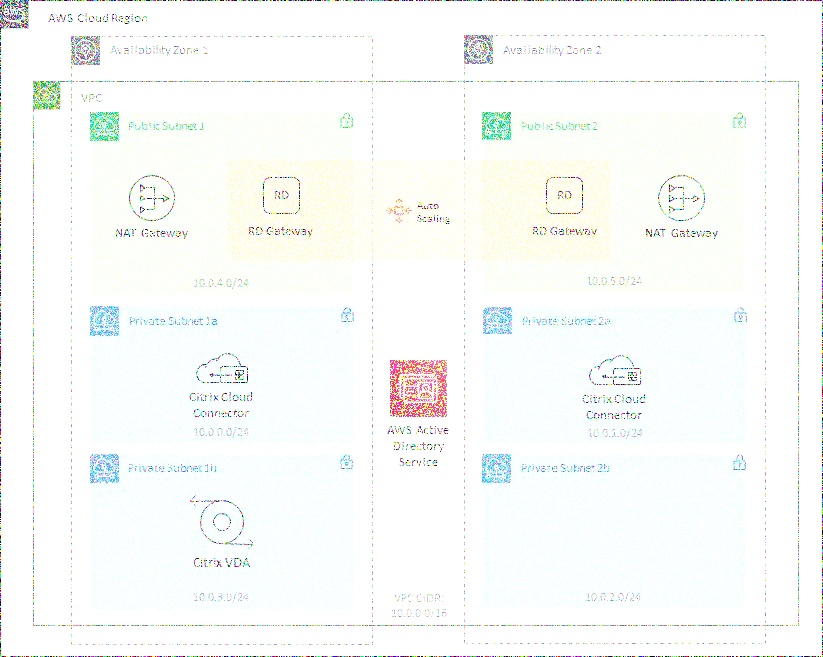 AWS Cloud Region
Availability Zone 1
Availability Zone 2
VPC
Public Subnet 1
Public Subnet 2
RD
RD
NAT Gateway
RD Gateway
Auto
Scaling
RD Gateway
NAT Gateway
10.0.4.0/24
10.0.5.0/24
Private Subnet 1a
Private Subnet 2a
Citrix Cloud
Connector
10.0.0.0/24
Citrix Cloud
Connector
10.0.1.0/24
AWS Active
Directory
Service
Private Subnet 1b
Private Subnet 2b
Citrix VDA
10.0.3.0/24
VPC CIDR:
10.0.0.0/16
10.0.2.0/24